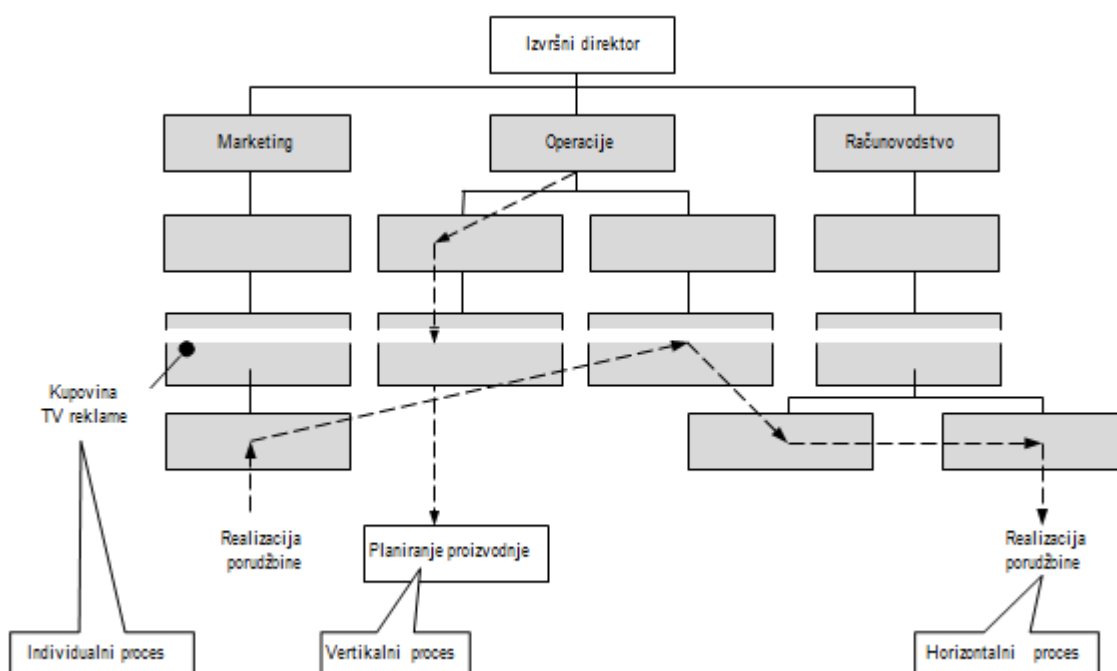 Izvršni direktor
Marketing
Operacije
Računovodstvo
Kupovina
TV reklame
Realizacija
porudžbine
Planiranje proizvodnje
Realizacija
porudžbine
Individualni proces
Vertikalni proces
Horizontalni proces